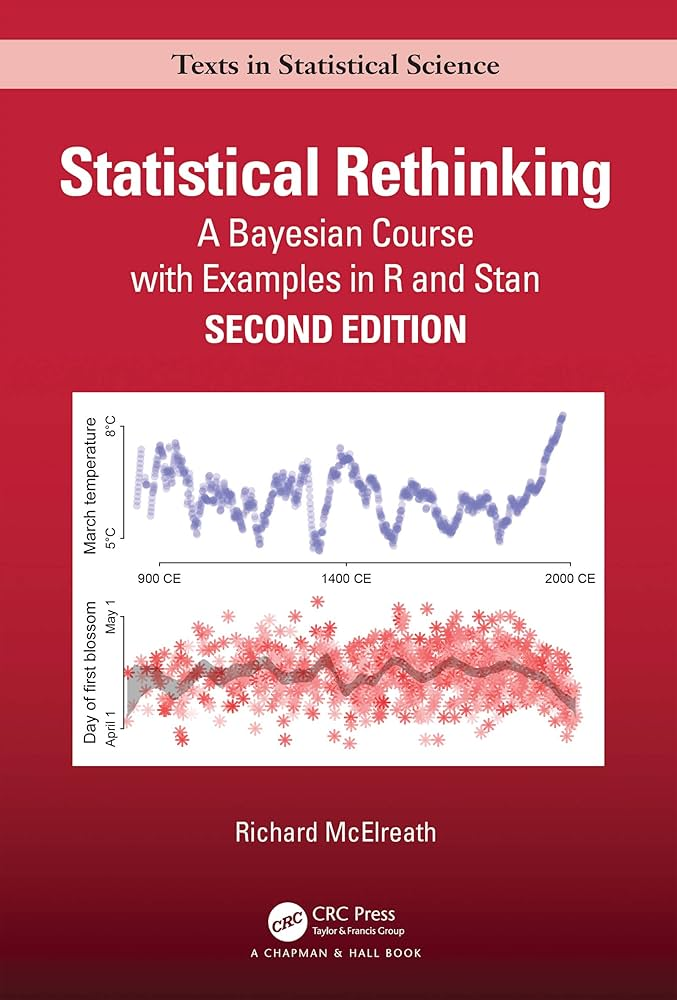 Texts in Statistical Science
Statistical Rethinking
A Bayesian Course
with Examples in R and Stan
SECOND EDITION
March temperature
8°C
5°C
900 CE
1400 CE
2000 CE
Day of first blossom
May 1
April 1
Richard McElreath
CRC
CRC Press
Taylor & Francis Group
A CHAPMAN & HALL BOOK